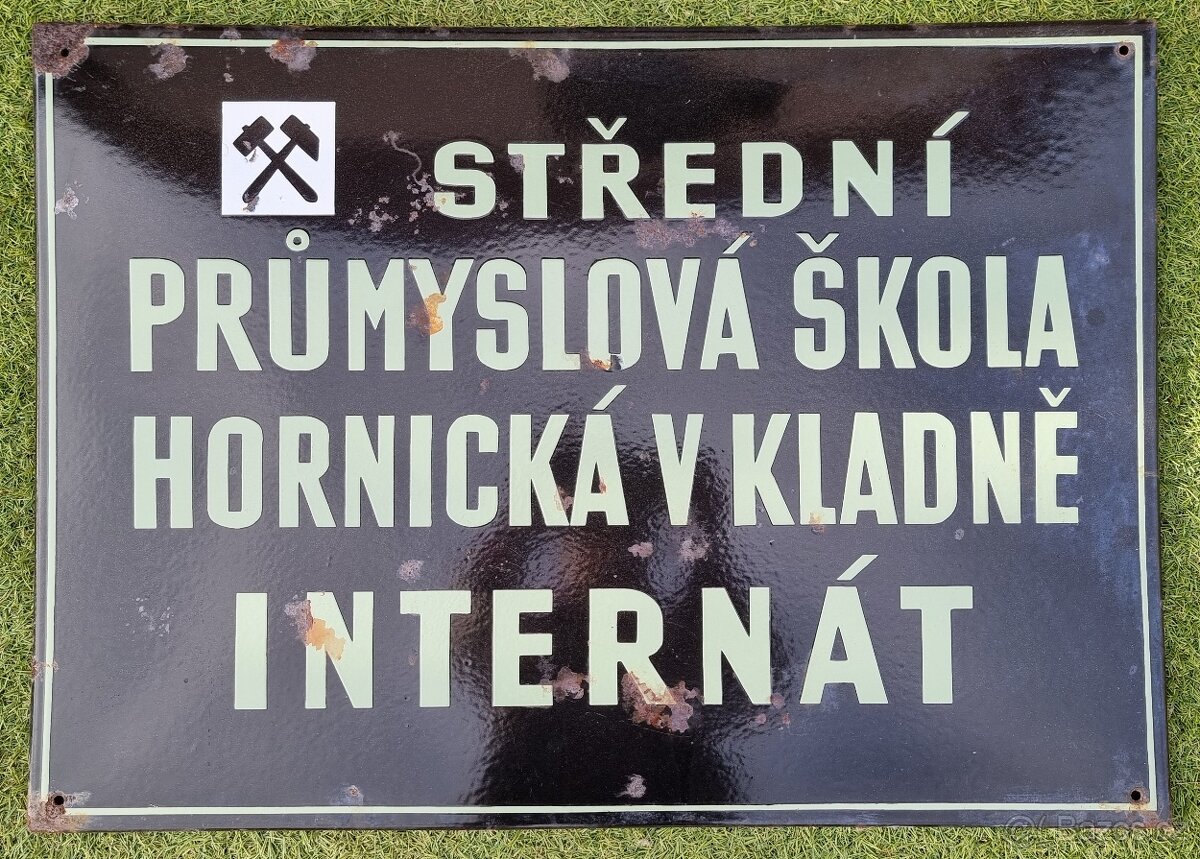 STŘEDNÍ
PRŮMYSLOVÁ ŠKOLA
HORNICKÁ V KLADNĚ
INTERNÁT